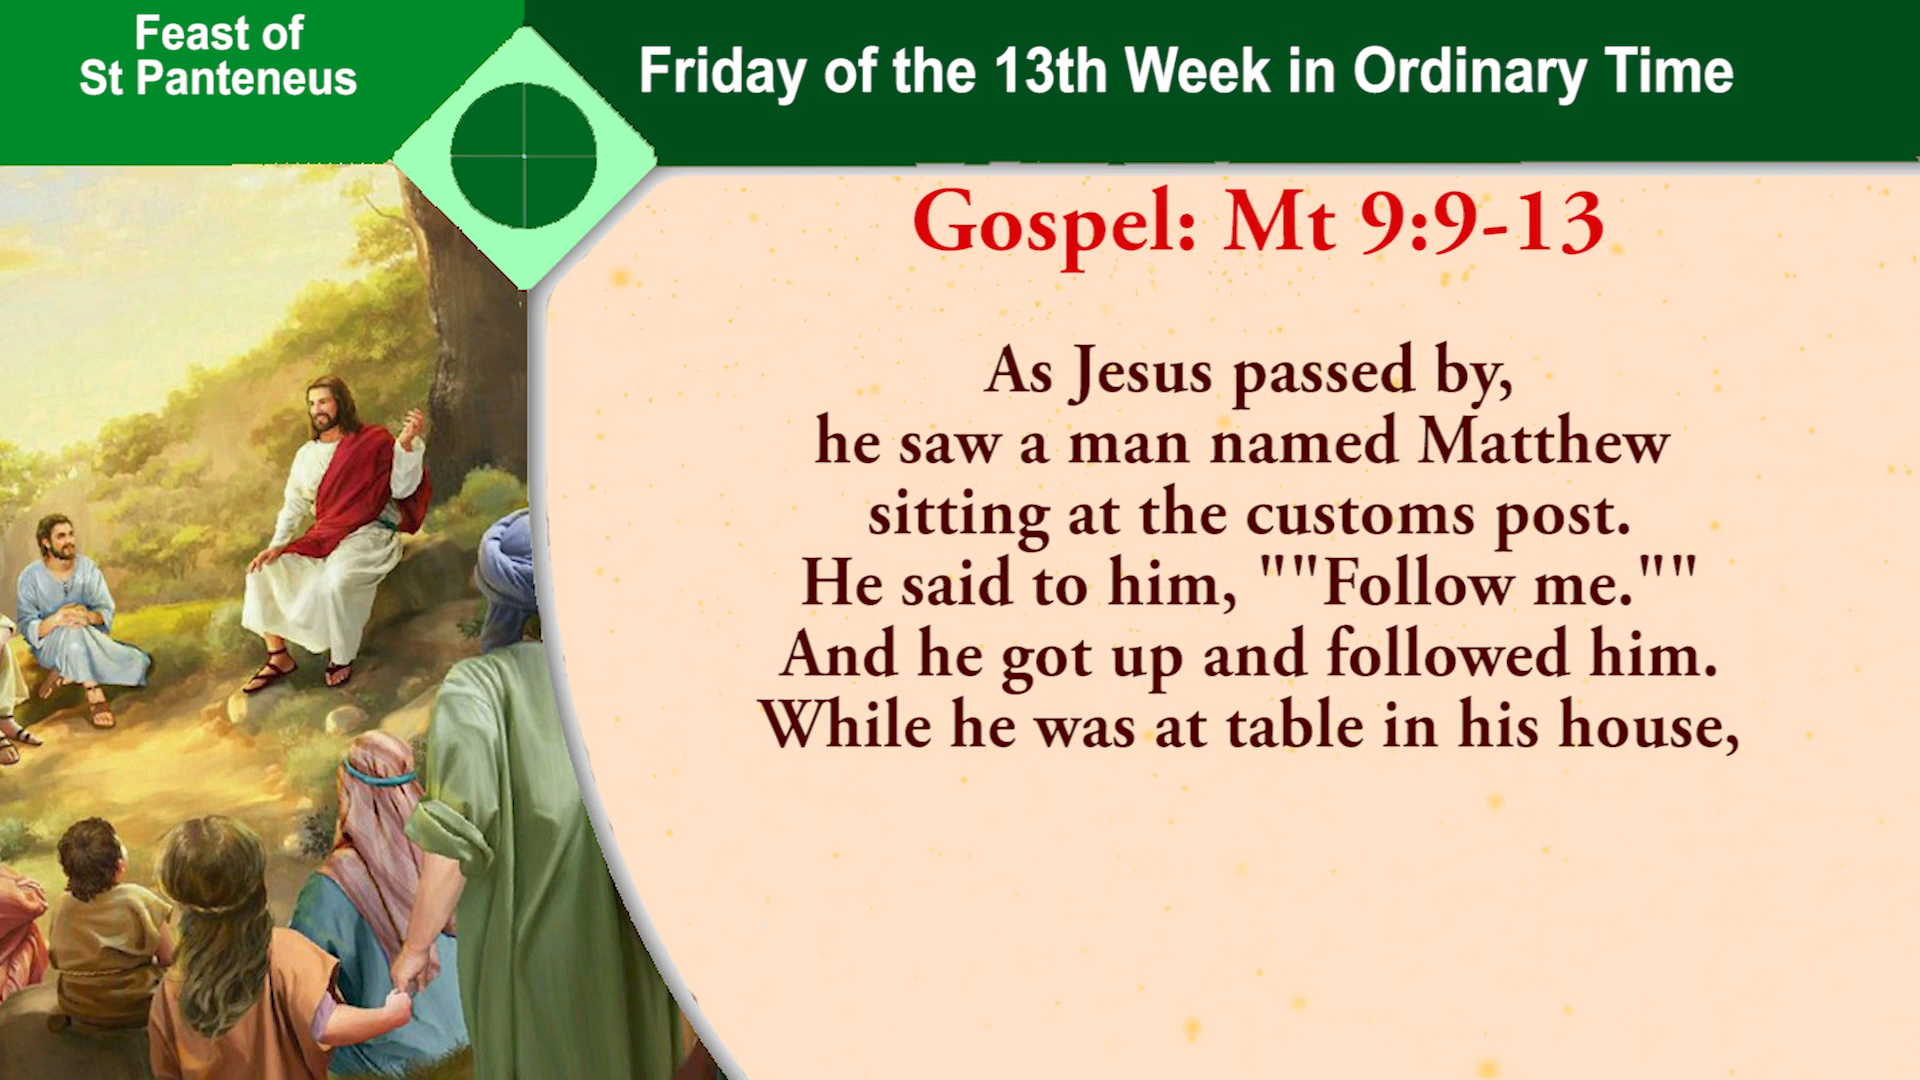 Feast of
St Panteneus
Friday of the 13th Week in Ordinary Time
Gospel: Mt 9:9-13
As Jesus passed by,
he saw a man named Matthew
sitting at the customs post.
He said to him, ""Follow me.""
And he got up and followed him.
While he was at table in his house,